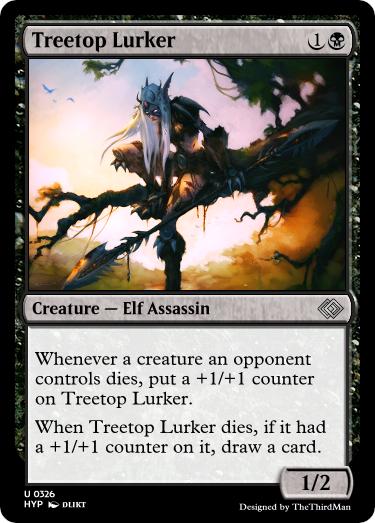 Treetop Lurker 1
Creature — Elf Assassin
Whenever a creature an opponent
controls dies, put a +1/+1 counter
on Treetop Lurker.
When Treetop Lurker dies, if it had
a +1/+1 counter on it, draw a card.
1/2
U 0326
HYP DLIKT
Designed by TheThirdMan